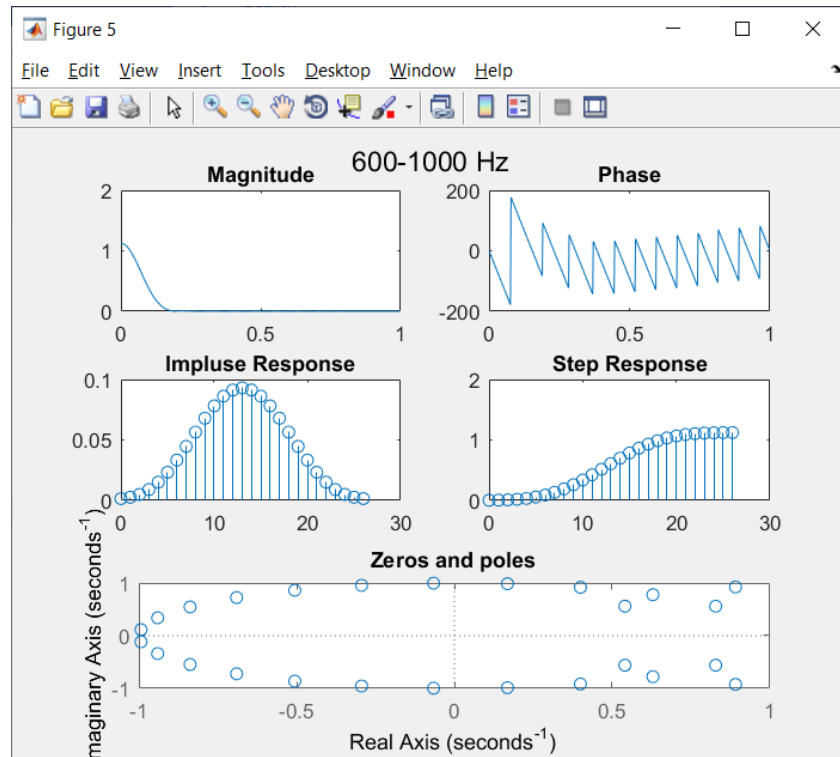 Figure 5
File Edit View Insert Tools Desktop Window Help
600-1000 Hz
Magnitude
2
1
0
0 0.5 1
Phase
200
0
-200
0 0.5 1
Impluse Response
0.1
0.05
0
0 10 20 30
Step Response
2
1
0
0 10 20 30
Zeros and poles
maginary Axis (seconds⁻¹)
1
0
-1
-1 -0.5 0 0.5 1
Real Axis (seconds⁻¹)